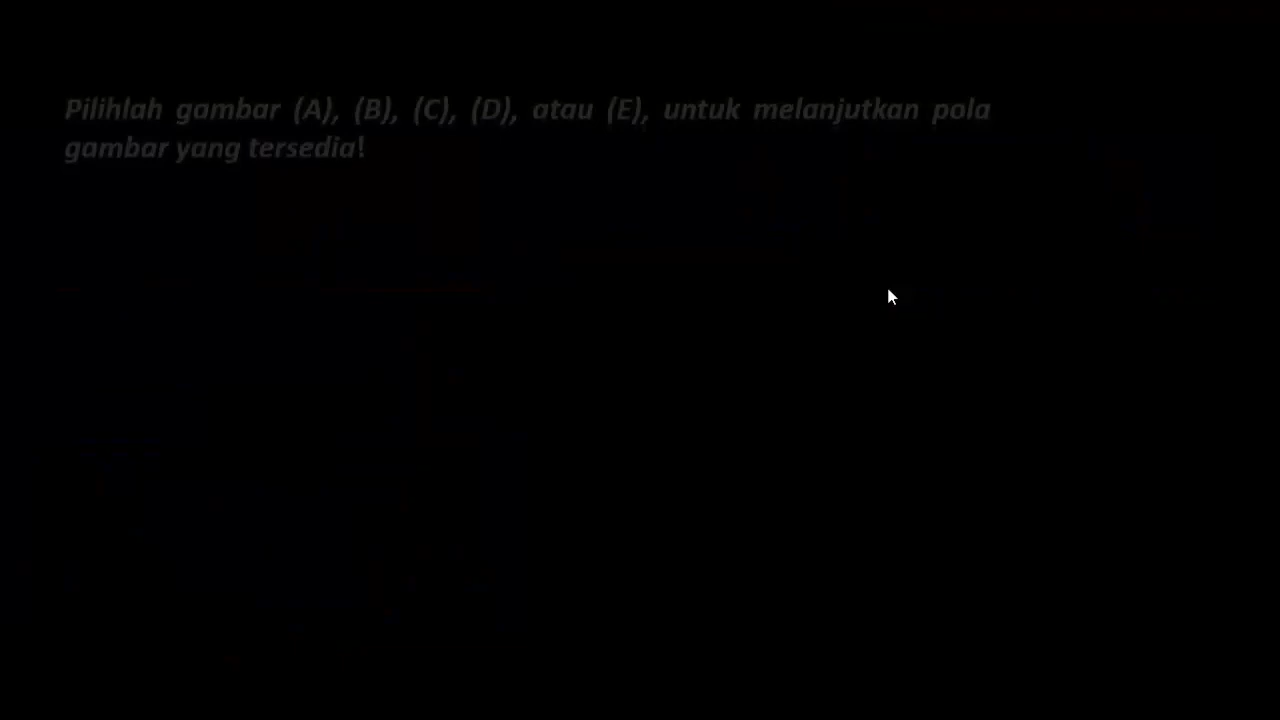 Pilihlah gambar (A), (B), (C), (D), atau (E), untuk melanjutkan pola
gambar yang tersedia!